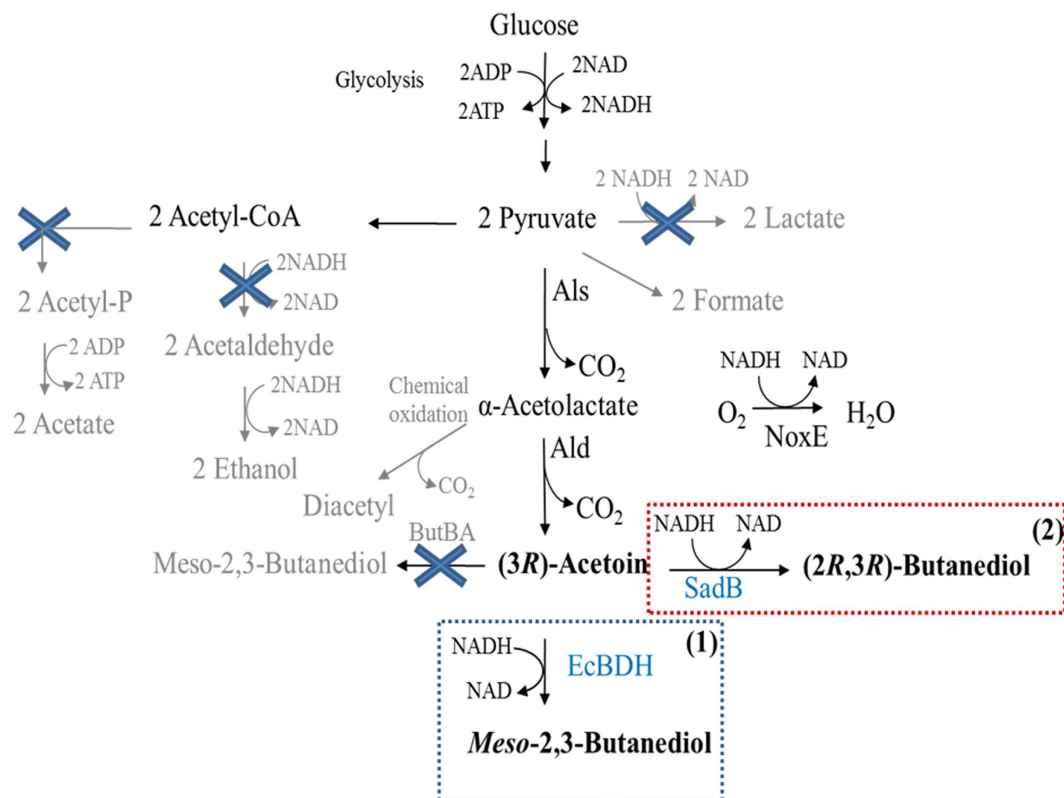 Glucose
Glycolysis
2ADP
2NAD
2ATP
2NADH
2 NADH
2 NAD
2 Acetyl-CoA
2 Pyruvate
2 Lactate
2NADH
Als
2 Acetyl-P
2NAD
2 Formate
2 ADP
2 Acetaldehyde
CO₂
NADH
NAD
2 ATP
2NADH
Chemical
oxidation
α-Acetolactate
O₂
H₂O
2 Acetate
2NAD
NoxE
Ald
2 Ethanol
CO₂
Diacetyl
CO₂
NADH
NAD
(2)
ButBA
Meso-2,3-Butanediol
(3R)-Acetoin
(2R,3R)-Butanediol
SadB
(1)
NADH
EcBDH
NAD
Meso-2,3-Butanediol